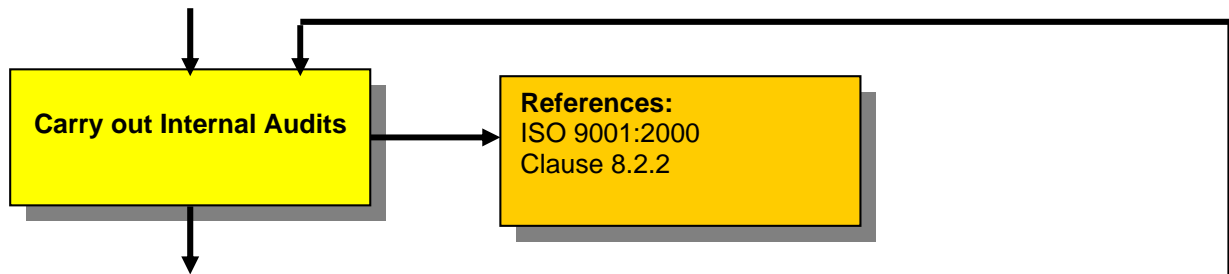 Carry out Internal Audits
References:
ISO 9001:2000
Clause 8.2.2